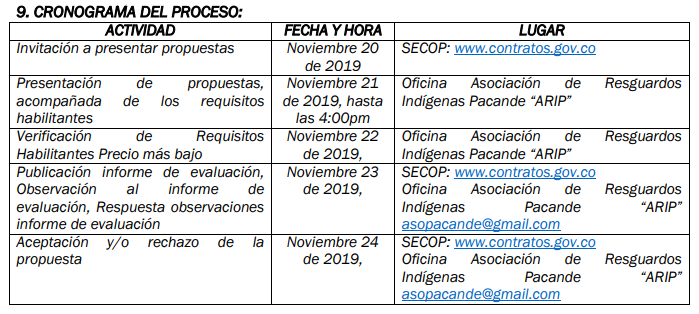 9. CRONOGRAMA DEL PROCESO:
ACTIVIDAD FECHA Y HORA LUGAR
Invitación a presentar propuestas
Noviembre 20
de 2019
SECOP: www.contratos.gov.co
Presentación de propuestas,
acompañada de los requisitos
habilitantes
Noviembre 21
de 2019, hasta
las 4:00pm
Oficina Asociación de Resguardos
Indígenas Pacande “ARIP”
Verificación de Requisitos
Habilitantes Precio más bajo
Noviembre 22
de 2019,
Oficina Asociación de Resguardos
Indígenas Pacande “ARIP”
Publicación informe de evaluación,
Observación al informe de
evaluación, Respuesta observaciones
informe de evaluación
Noviembre 23
de 2019,
SECOP: www.contratos.gov.co
Oficina Asociación de Resguardos
Indígenas Pacande “ARIP”
asopacande@gmail.com
Aceptación y/o rechazo de la
propuesta
Noviembre 24
de 2019,
SECOP: www.contratos.gov.co
Oficina Asociación de Resguardos
Indígenas Pacande “ARIP”
asopacande@gmail.com